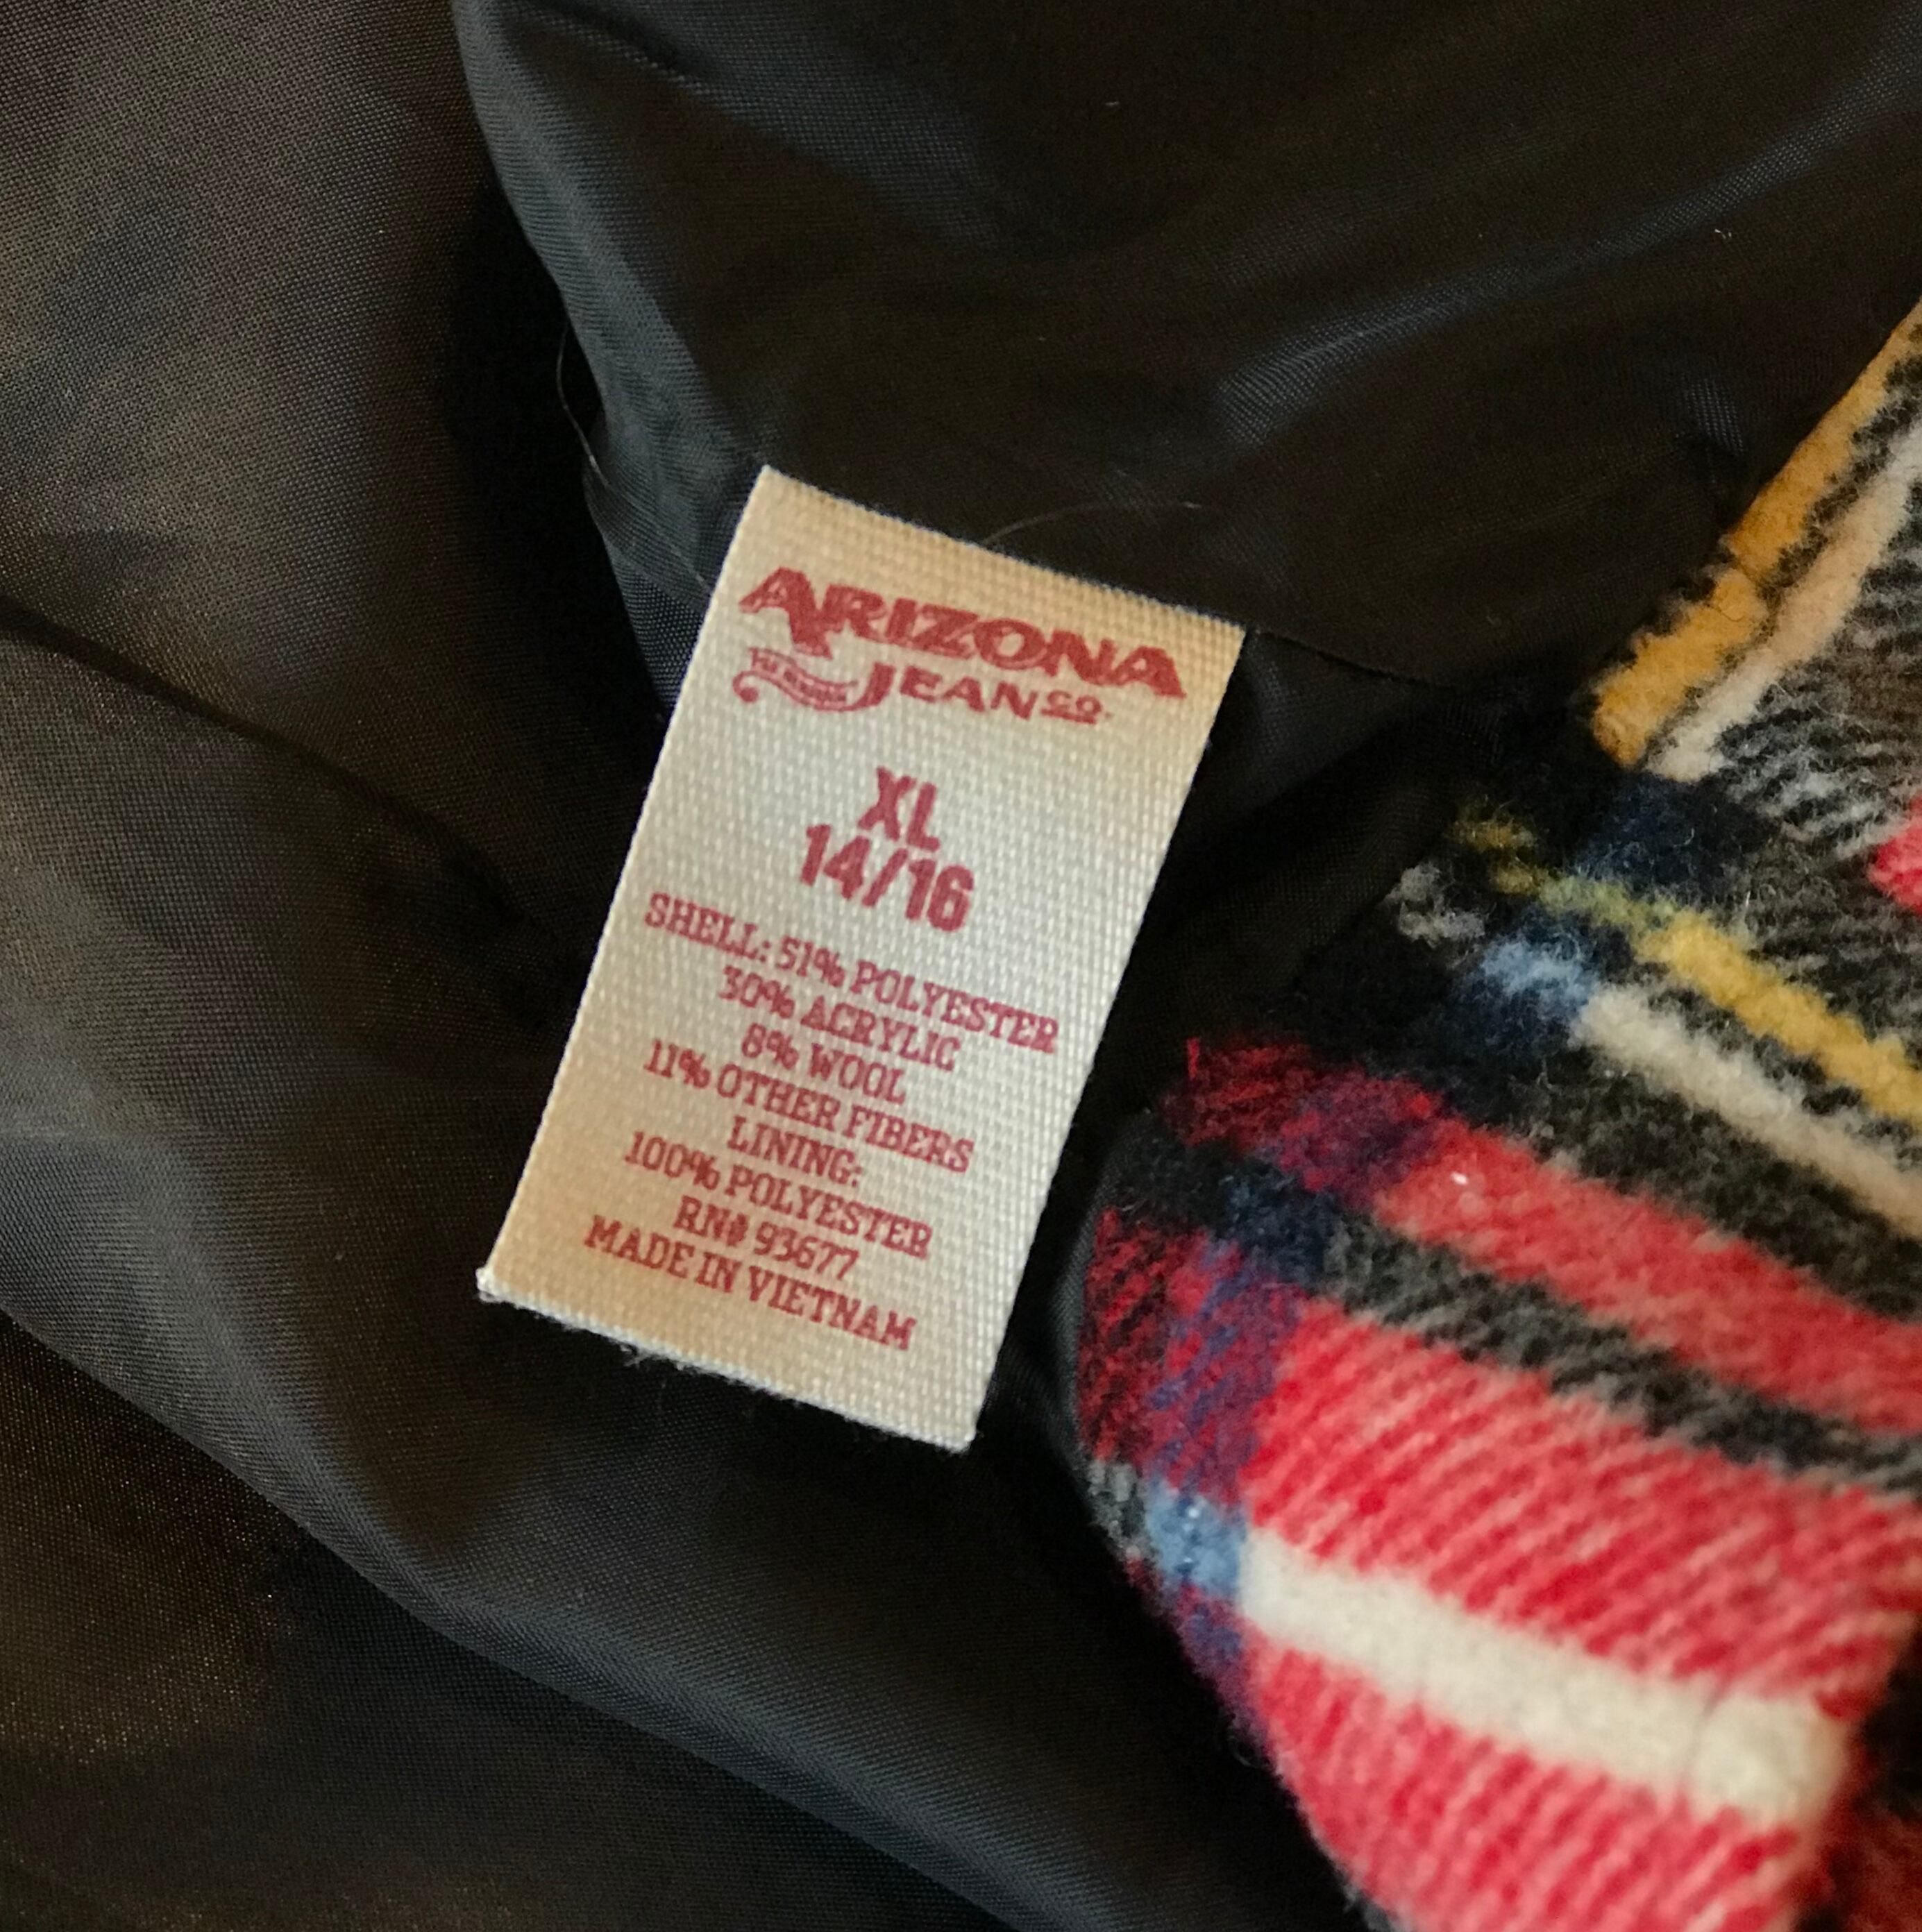 ARIZONA
JEAN CO.
XL
14/16
SHELL: 51% POLYESTER
30% ACRYLIC
8% WOOL
11% OTHER FIBERS
LINING:
100% POLYESTER
RN# 93677
MADE IN VIETNAM